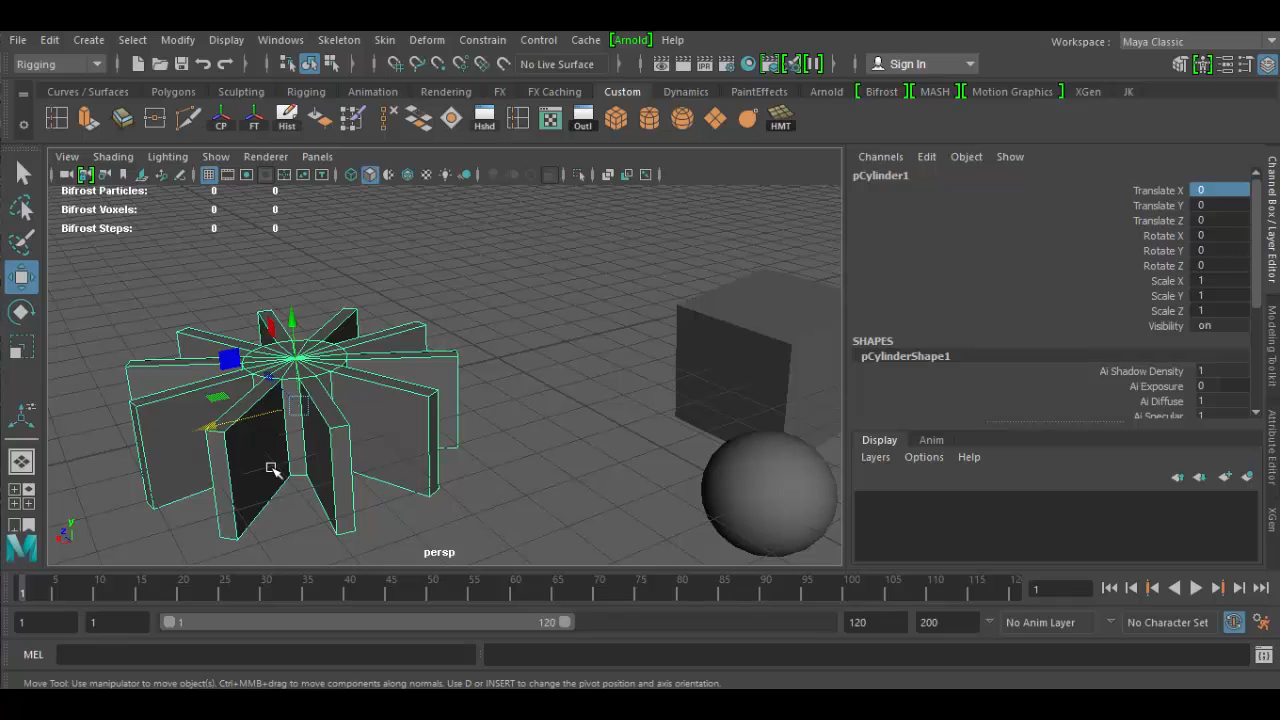 File Edit Create Select Modify Display Windows Skeleton Skin Deform Constrain Control Cache [Arnold] Help
Workspace : Maya Classic
Rigging
No Live Surface
IPR
Sign In
Curves / Surfaces Polygons Sculpting Rigging Animation Rendering FX FX Caching Custom Dynamics PaintEffects Arnold [ Bifrost ] [ MASH ] [ Motion Graphics ] XGen JK
CP FT Hist Hshd Outl HMT
View Shading Lighting Show Renderer Panels
Bifrost Particles: 0 0
Bifrost Voxels: 0 0
Bifrost Steps: 0 0
persp
y
z
x
Channels Edit Object Show
pCylinder1
Translate X 0
Translate Y 0
Translate Z 0
Rotate X 0
Rotate Y 0
Rotate Z 0
Scale X 1
Scale Y 1
Scale Z 1
Visibility on
SHAPES
pCylinderShape1
Ai Shadow Density 1
Ai Exposure 0
Ai Diffuse 1
Ai Specular
Display Anim
Layers Options Help
Channel Box / Layer Editor
Modeling Toolkit
Attribute Editor
XGen
5 10 15 20 25 30 35 40 45 50 55 60 65 70 75 80 85 90 95 100 105 110 115 12
1
1
1 1 1 120 120 200 No Anim Layer No Character Set
MEL
Move Tool: Use manipulator to move object(s). Ctrl+MMB+drag to move components along normals. Use D or INSERT to change the pivot position and axis orientation.